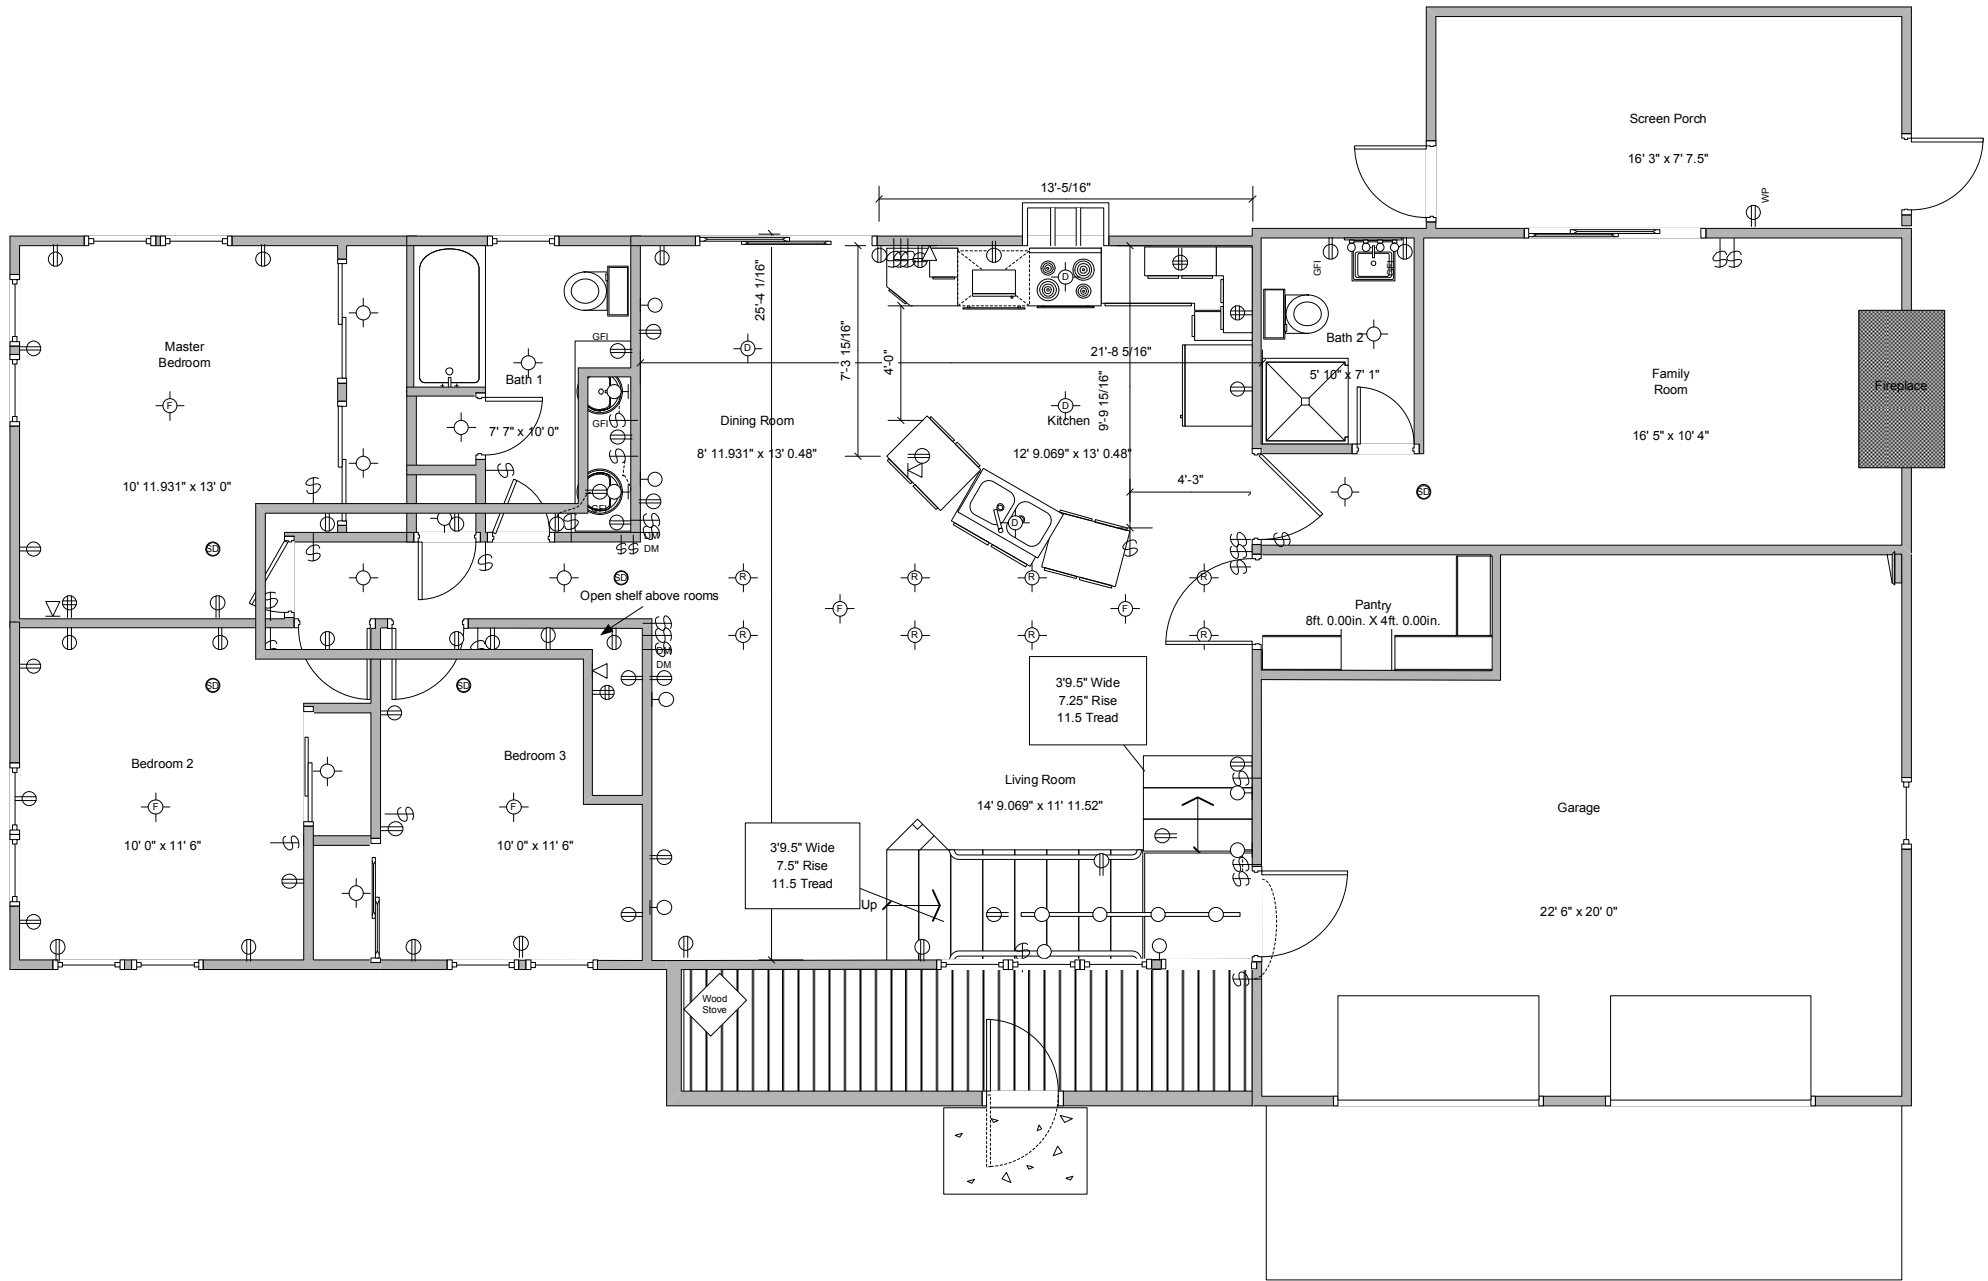 Screen Porch
16' 3" x 7' 7.5"
WP
13'-5/16"
25'-4 1/16"
GFI
GFI
D
GFI
Master
Bedroom
D
7'-3 15/16"
4'-0"
21'-8 5/16"
Bath 2
5' 10" x 7' 1"
Family
Room
Fireplace
Bath 1
F
D
9'-9 15/16"
Dining Room
Kitchen
GFI
7' 7" x 10' 0"
16' 5" x 10' 4"
8' 11.931" x 13' 0.48"
12' 9.069" x 13' 0.48"
10' 11.931" x 13' 0"
4'-3"
SD
GFI
D
DM
DM
SD
SD
R
R
R
R
Open shelf above rooms
F
F
Pantry
8ft. 0.00in. X 4ft. 0.00in.
R
R
R
R
DM
DM
SD
SD
3'9.5" Wide
7.25" Rise
11.5 Tread
Bedroom 2
Bedroom 3
Living Room
F
F
14' 9.069" x 11' 11.52"
Garage
10' 0" x 11' 6"
10' 0" x 11' 6"
3'9.5" Wide
7.5" Rise
11.5 Tread
Up
22' 6" x 20' 0"
Wood
Stove